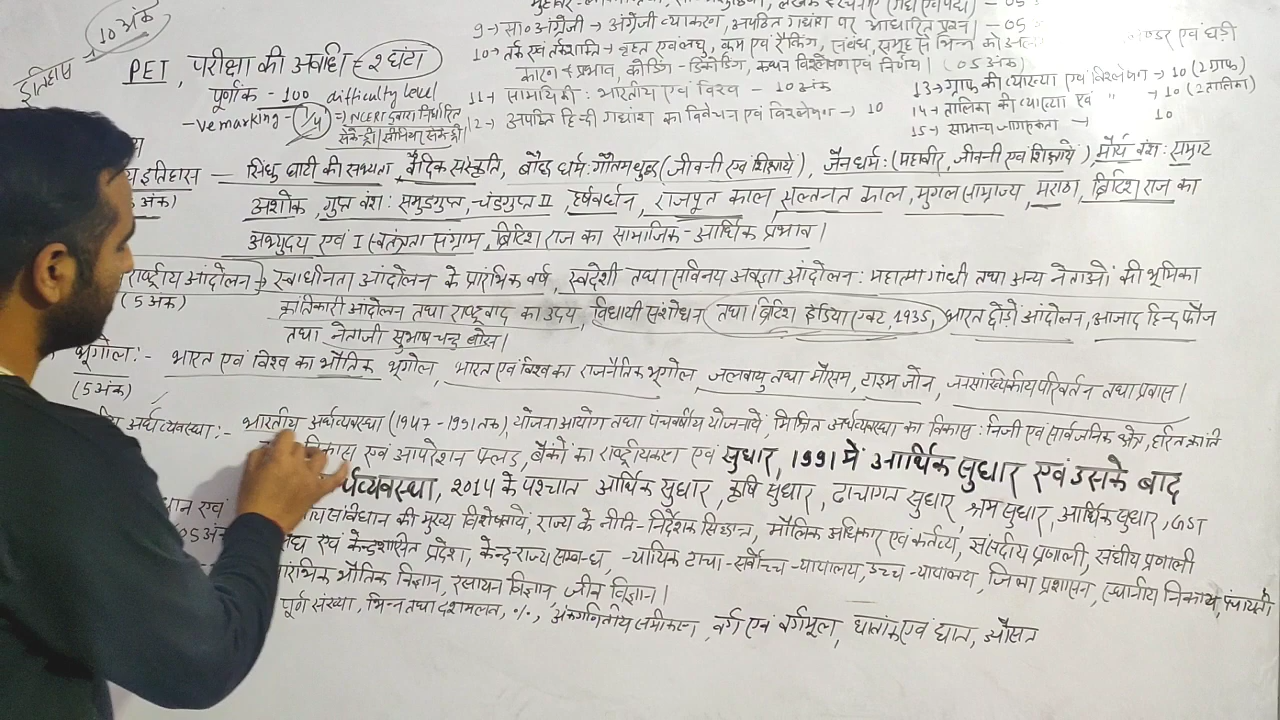 10 अंक
इतिहास
PET, परीक्षा की अवधि = 2 घंटा
पूर्णांक - 100 difficulty level
-ve marking - 1/4 => NCERT द्वारा निर्धारित
सेकेन्ड्री
9→ सा० अंग्रेजी → अंग्रेजी व्याकरण, अपठित गद्यांश पर आधारित प्रश्न। - 05
10→ तर्क एवं तर्कशक्ति → वृहत एवं लघु, क्रम एवं रैंकिंग, संबंध, समूह से भिन्न को
कारण व प्रभाव, कोडिंग - डिकोडिंग, कथन विश्लेषण एवं निर्णय। (05 अंक)
एवं घड़ी
11→ सामायिकी : भारतीय एवं विश्व - 10 अंक
12→ अपठित हिन्दी गद्यांश का विवेचन एवं विश्लेषण → 10
13→ ग्राफ की व्याख्या एवं विश्लेषण → 10 (2 ग्राफ)
14→ तालिका की व्याख्या एवं " → 10 (2 तालिका)
15→ सामान्य जागरूकता → 10
इतिहास — सिंधु घाटी की सभ्यता, वैदिक संस्कृति, बौद्ध धर्म: गौतम बुद्ध (जीवनी एवं शिक्षायें), जैन धर्म: (महावीर, जीवनी एवं शिक्षायें), मौर्य वंश: सम्राट
अंक) अशोक, गुप्त वंश: समुद्रगुप्त, चंद्रगुप्त II, हर्षवर्धन, राजपूत काल, सल्तनत काल, मुगल साम्राज्य, मराठा, ब्रिटिश राज का
अभ्युदय एवं I स्वतंत्रता संग्राम, ब्रिटिश राज का सामाजिक - आर्थिक प्रभाव।
राष्ट्रीय आंदोलन → स्वाधीनता आंदोलन के प्रारंभिक वर्ष, स्वदेशी तथा सविनय अवज्ञा आंदोलन: महात्मा गांधी तथा अन्य नेताओं की भूमिका
(5 अंक) क्रांतिकारी आंदोलन तथा राष्ट्रवाद का उदय, विधायी संशोधन तथा ब्रिटिश इंडिया एक्ट, 1935, भारत छोड़ो आंदोलन, आजाद हिन्द फौज
तथा नेताजी सुभाष चन्द्र बोस।
भूगोल:- भारत एवं विश्व का भौतिक भूगोल, भारत एवं विश्व का राजनैतिक भूगोल, जलवायु तथा मौसम, टाइम जोन, जनसांख्यिकीय परिवर्तन तथा प्रवास।
(5 अंक)
अर्थव्यवस्था:- भारतीय अर्थव्यवस्था (1947 - 1991 तक), योजना आयोग तथा पंचवर्षीय योजनायें, मिश्रित अर्थव्यवस्था का विकास : निजी एवं सार्वजनिक क्षेत्र, हरित क्रांति
एवं आपरेशन फ्लड, बैंकों का राष्ट्रीयकरण एवं सुधार, 1991 में आर्थिक सुधार एवं उसके बाद
2014 के पश्चात आर्थिक सुधार, कृषि सुधार, ढाचागत सुधार, श्रम सुधार, आर्थिक सुधार, GST
संविधान की मुख्य विशेषतायें, राज्य के नीति-निर्देशक सिद्धान्त, मौलिक अधिकार एवं कर्तव्य, संसदीय प्रणाली, संघीय प्रणाली
एवं केन्द्रशासित प्रदेश, केन्द्र-राज्य सम्बन्ध, न्यायिक ढाचा - सर्वोच्च न्यायालय, उच्च न्यायालय, जिला प्रशासन, स्थानीय निकाय, पंचायती
भौतिक विज्ञान, रसायन विज्ञान, जीव विज्ञान।
पूर्ण संख्या, भिन्न तथा दशमलव, %, अंकगणितीय समीकरण, वर्ग एवं वर्गमूल, घातांक एवं घात, औसत